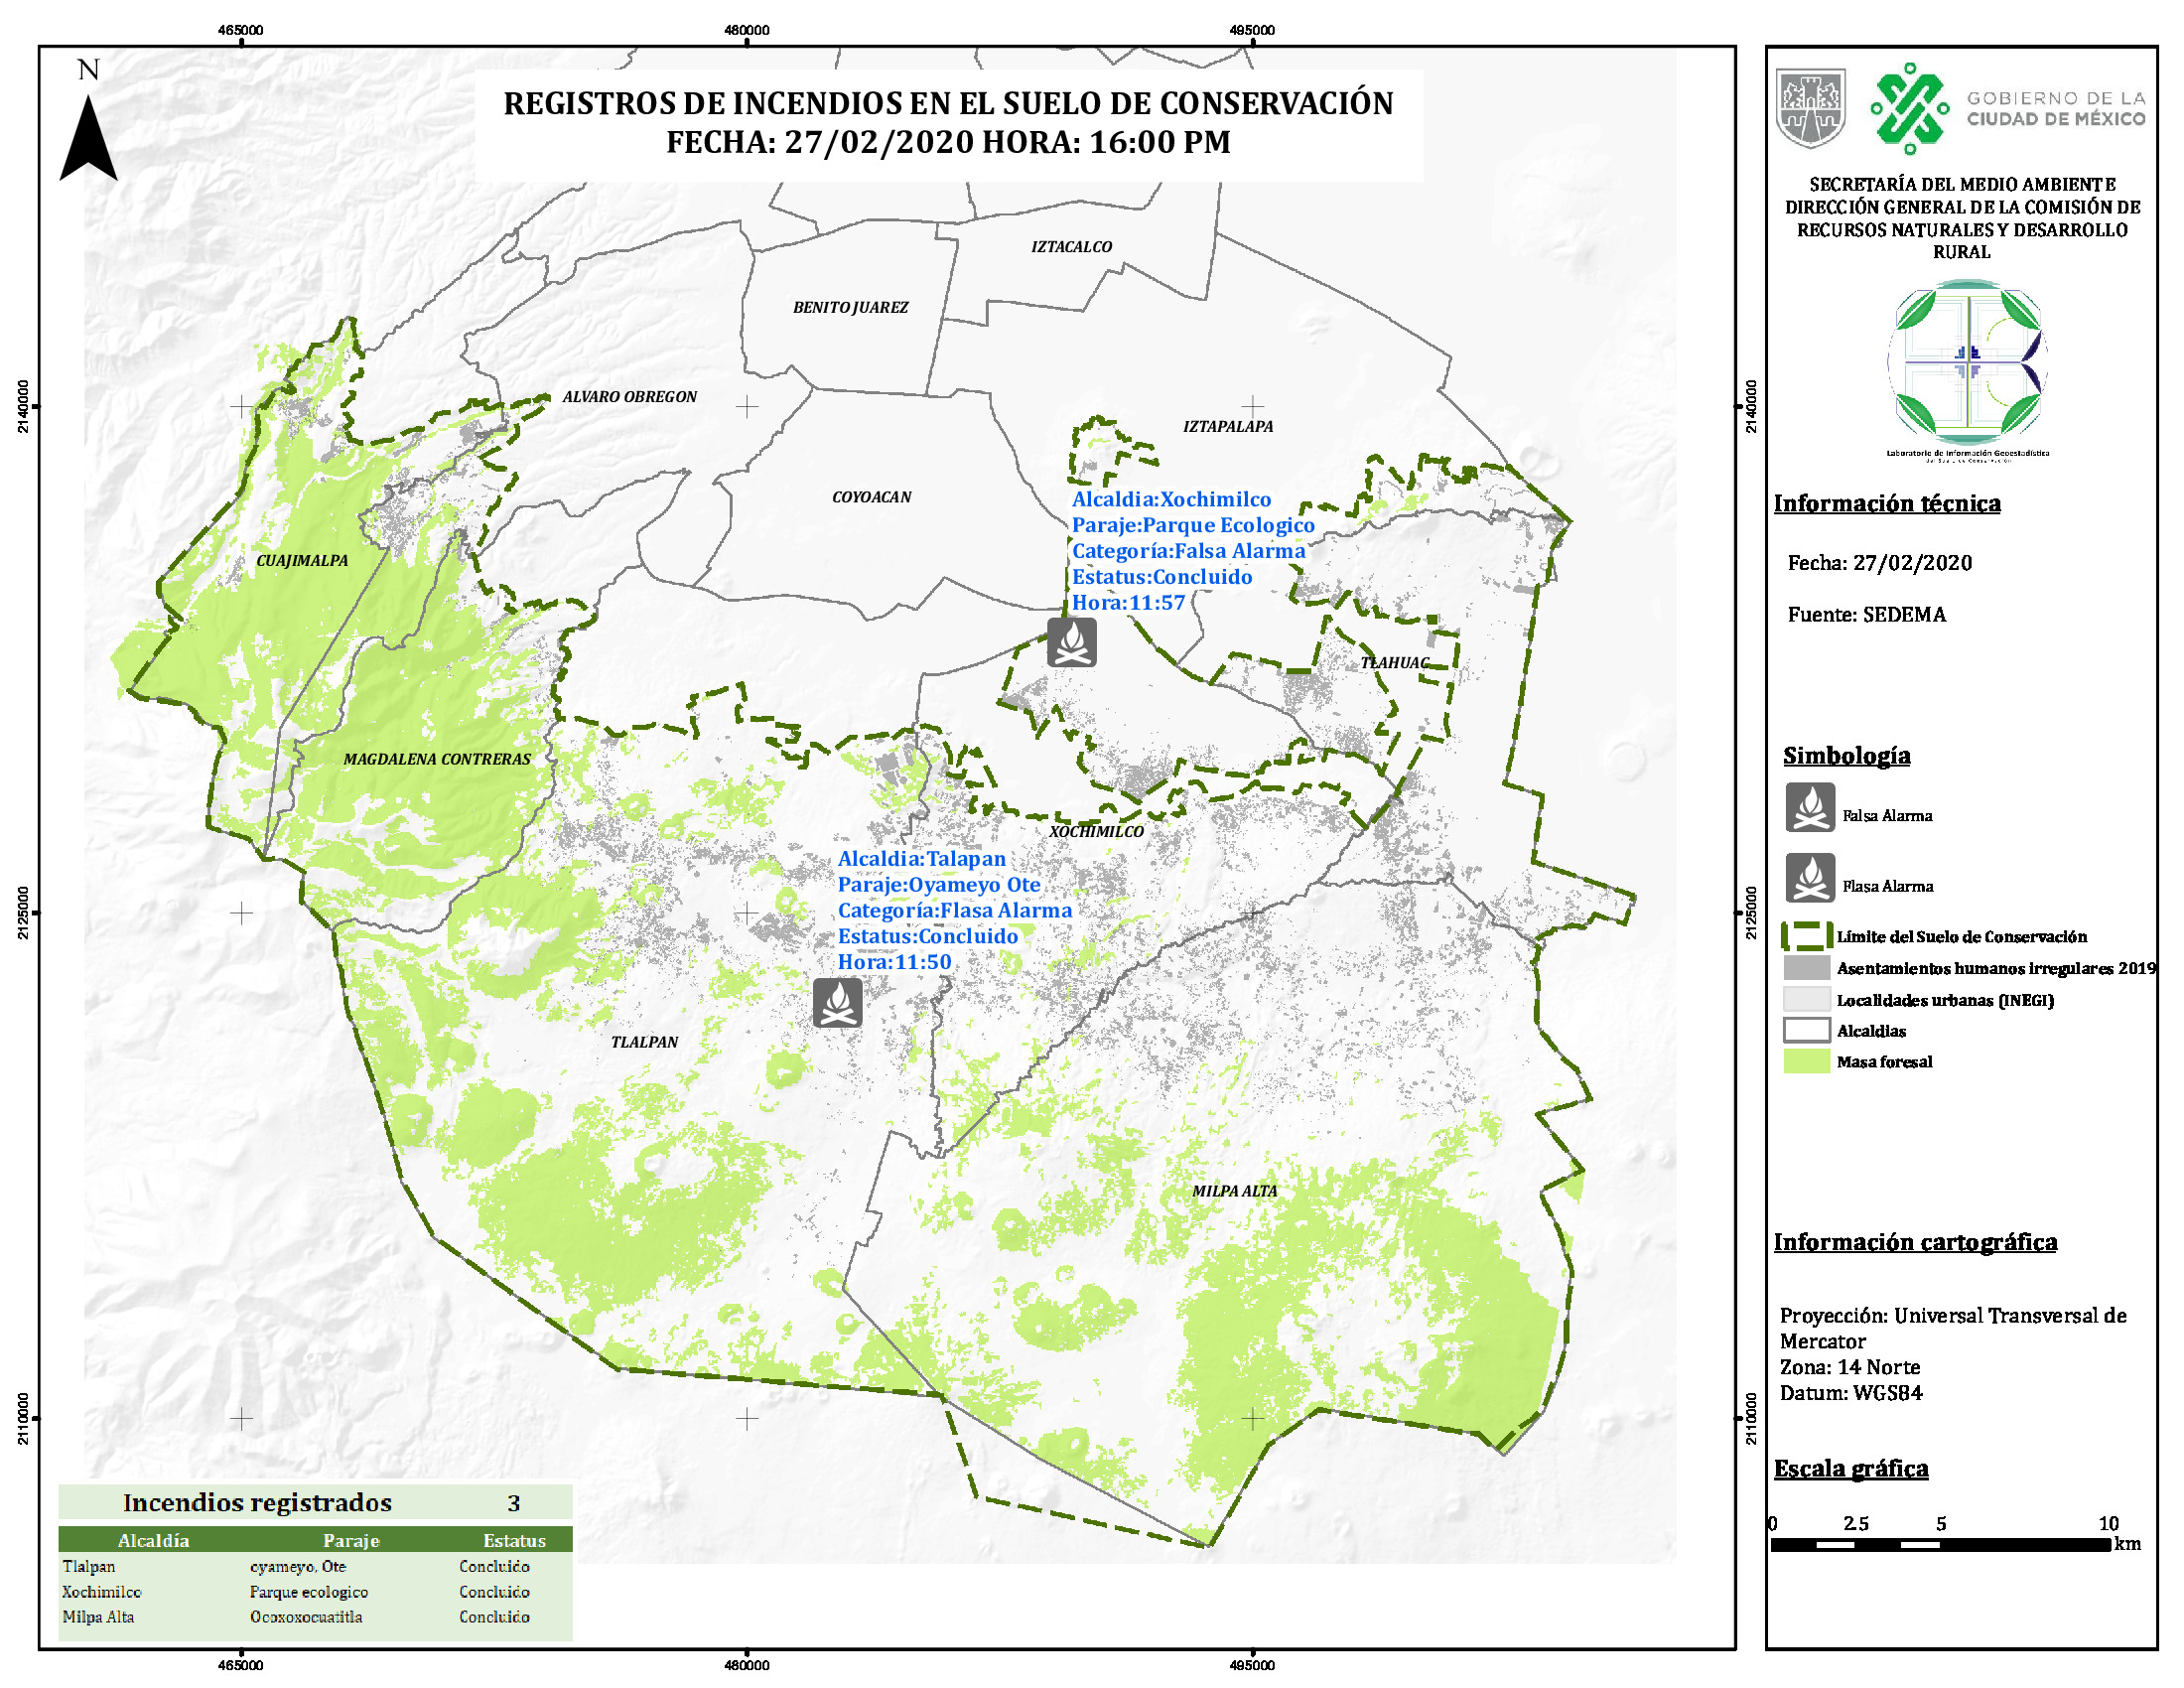 465000
480000
495000
N
REGISTROS DE INCENDIOS EN EL SUELO DE CONSERVACIÓN
FECHA: 27/02/2020 HORA: 16:00 PM
IZTACALCO
BENITO JUAREZ
ALVARO OBREGON
IZTAPALAPA
COYOACAN
CUAJIMALPA
TLAHUAC
MAGDALENA CONTRERAS
XOCHIMILCO
TLALPAN
MILPA ALTA
Alcaldia:Xochimilco
Paraje:Parque Ecologico
Categoría:Falsa Alarma
Estatus:Concluido
Hora:11:57
Alcaldia:Talapan
Paraje:Oyameyo Ote
Categoría:Flasa Alarma
Estatus:Concluido
Hora:11:50
2140000
2125000
2110000
2140000
2125000
2110000
Incendios registrados 3
Alcaldía Paraje Estatus
Tlalpan oyameyo, Ote Concluido
Xochimilco Parque ecologico Concluido
Milpa Alta Ocoxoxocuatitla Concluido
465000
480000
495000
GOBIERNO DE LA
CIUDAD DE MÉXICO
SECRETARÍA DEL MEDIO AMBIENTE
DIRECCIÓN GENERAL DE LA COMISIÓN DE
RECURSOS NATURALES Y DESARROLLO
RURAL
Laboratorio de Información Geoestadística
del Suelo de Conservación
Información técnica
Fecha: 27/02/2020
Fuente: SEDEMA
Simbología
Falsa Alarma
Flasa Alarma
Límite del Suelo de Conservación
Asentamientos humanos irregulares 2019
Localidades urbanas (INEGI)
Alcaldias
Masa foresal
Información cartográfica
Proyección: Universal Transversal de
Mercator
Zona: 14 Norte
Datum: WGS84
Escala gráfica
0 2.5 5 10
km